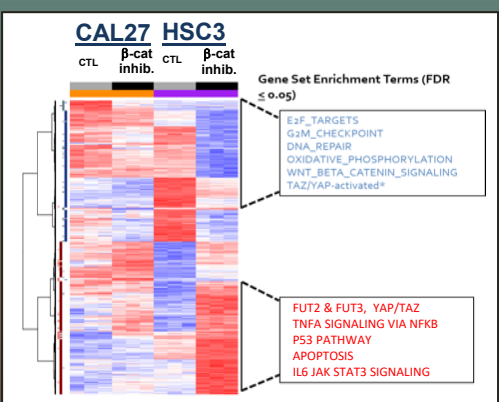 CAL27 HSC3
CTL β-cat inhib. CTL β-cat inhib.
Gene Set Enrichment Terms (FDR
≤ 0.05)
E2F_TARGETS
G2M_CHECKPOINT
DNA_REPAIR
OXIDATIVE_PHOSPHORYLATION
WNT_BETA_CATENIN_SIGNALING
TAZ/YAP-activated*
FUT2 & FUT3, YAP/TAZ
TNFA SIGNALING VIA NFKB
P53 PATHWAY
APOPTOSIS
IL6 JAK STAT3 SIGNALING